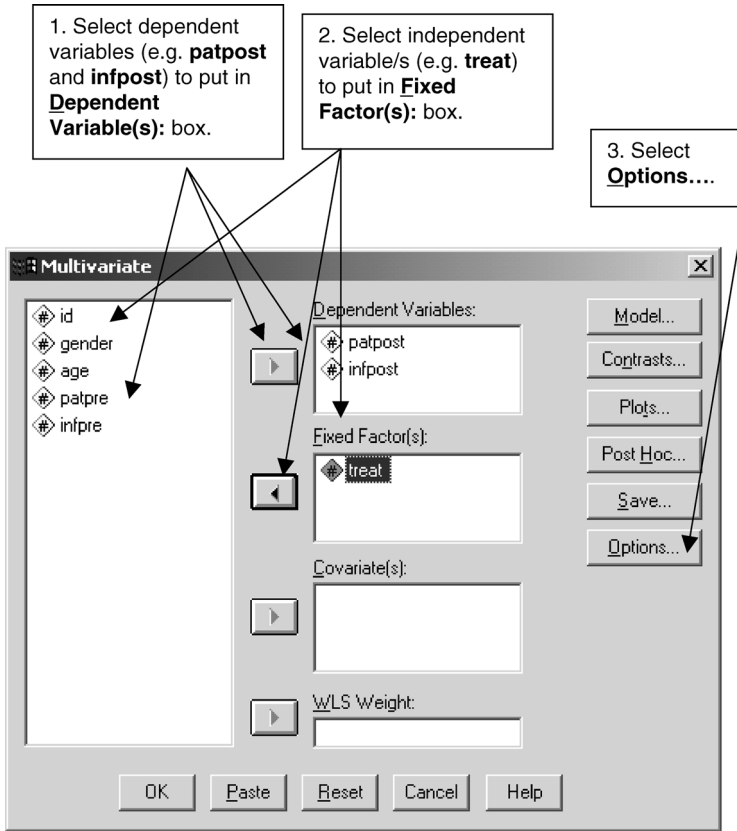 1. Select dependent
variables (e.g. patpost
and infpost) to put in
Dependent
Variable(s): box.
2. Select independent
variable/s (e.g. treat)
to put in Fixed
Factor(s): box.
3. Select
Options….
Multivariate
id
gender
age
patpre
infpre
Dependent Variables:
patpost
infpost
Fixed Factor(s):
treat
Covariate(s):
WLS Weight:
Model...
Contrasts...
Plots...
Post Hoc...
Save...
Options...
OK
Paste
Reset
Cancel
Help